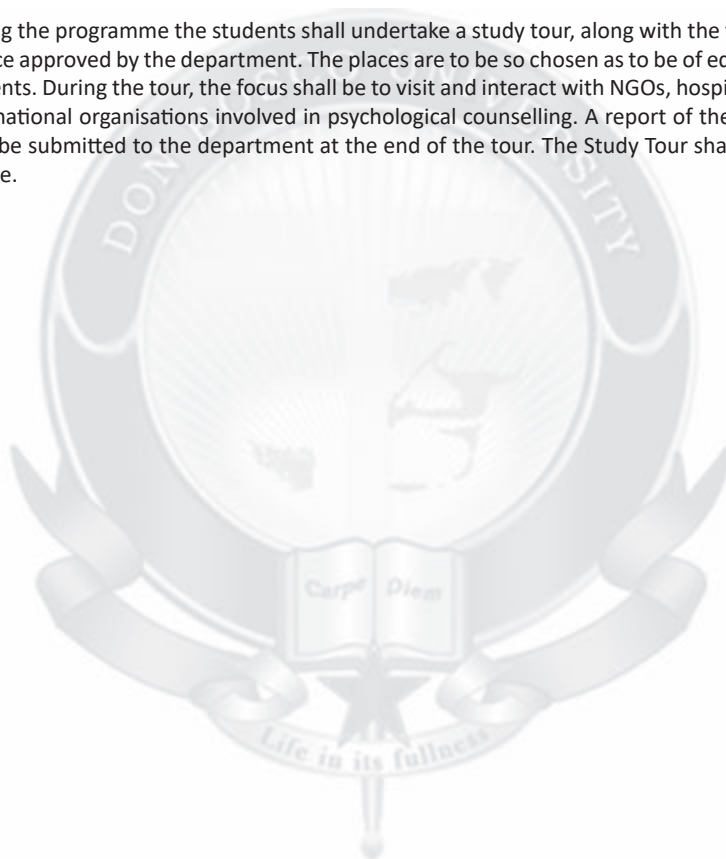 g the programme the students shall undertake a study tour, along with the
ce approved by the department. The places are to be so chosen as to be of
nts. During the tour, the focus shall be to visit and interact with NGOs,
national organisations involved in psychological counselling. A report of the
be submitted to the department at the end of the tour. The Study Tour
e.
DON BOSCO UNIVERSITY
Carpe Diem
Life in its fullness